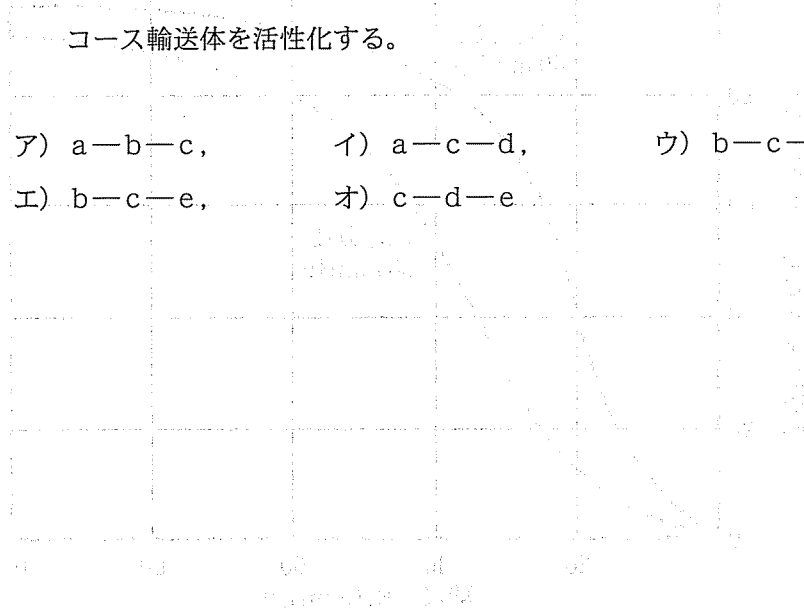 コース輸送体を活性化する。
ア) a—b—c, イ) a—c—d, ウ) b—c—
エ) b—c—e, オ) c—d—e